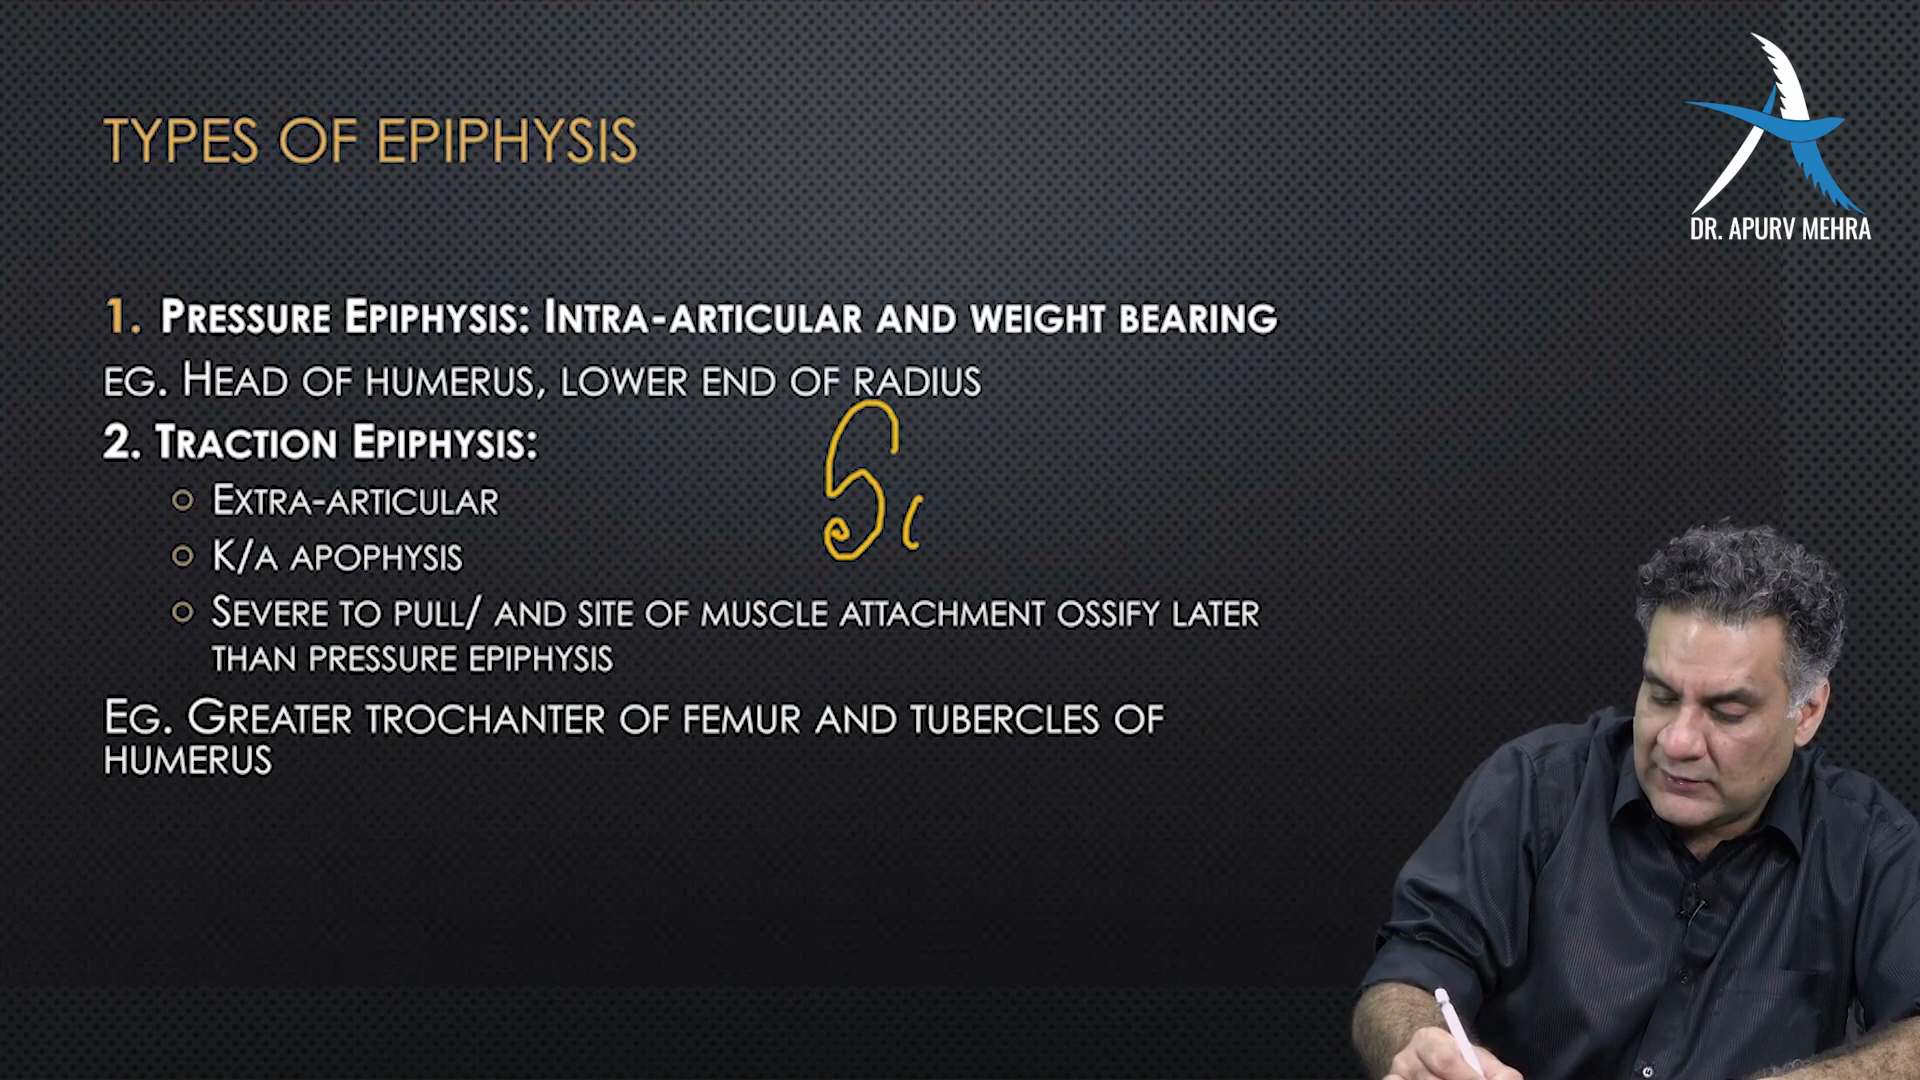 TYPES OF EPIPHYSIS
DR. APURV MEHRA
1. PRESSURE EPIPHYSIS: INTRA-ARTICULAR AND WEIGHT BEARING
EG. HEAD OF HUMERUS, LOWER END OF RADIUS
2. TRACTION EPIPHYSIS:
EXTRA-ARTICULAR
K/A APOPHYSIS
SEVERE TO PULL/ AND SITE OF MUSCLE ATTACHMENT OSSIFY LATER
THAN PRESSURE EPIPHYSIS
EG. GREATER TROCHANTER OF FEMUR AND TUBERCLES OF
HUMERUS